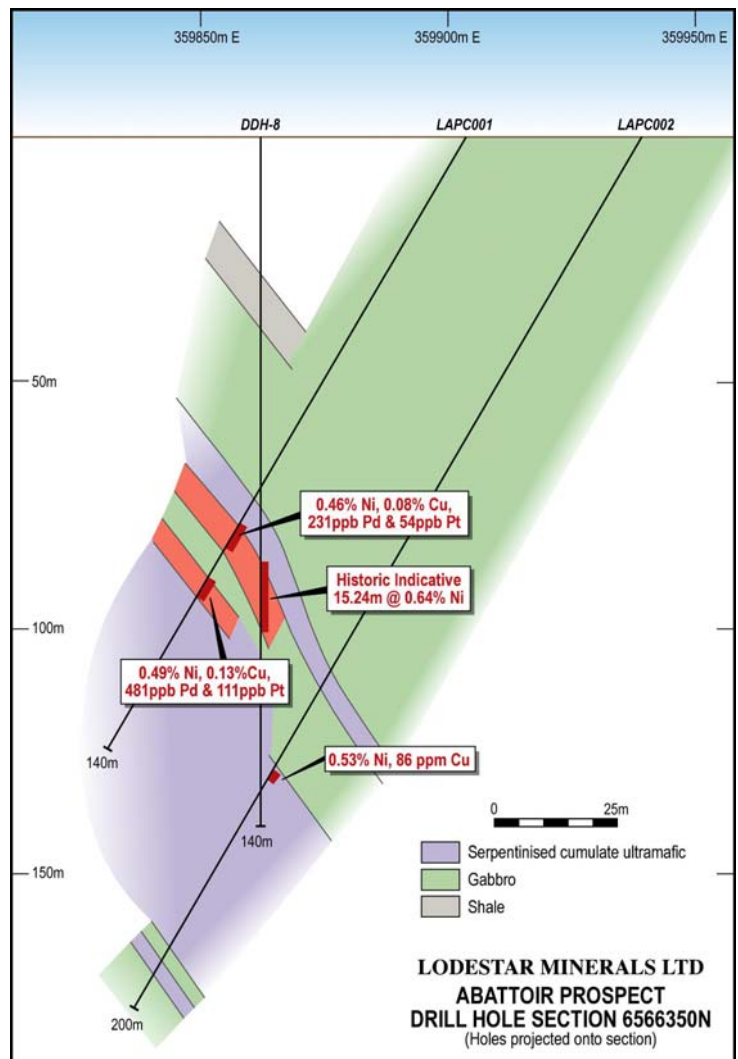 359850m E
359900m E
359950m E
DDH-8
LAPC001
LAPC002
50m
0.46% Ni, 0.08% Cu,
231ppb Pd & 54ppb Pt
Historic Indicative
15.24m @ 0.64% Ni
100m
0.49% Ni, 0.13%Cu,
481ppb Pd & 111ppb Pt
140m
0.53% Ni, 86 ppm Cu
0
25m
140m
Serpentinised cumulate ultramafic
Gabbro
Shale
150m
200m
LODESTAR MINERALS LTD
ABATTOIR PROSPECT
DRILL HOLE SECTION 6566350N
(Holes projected onto section)